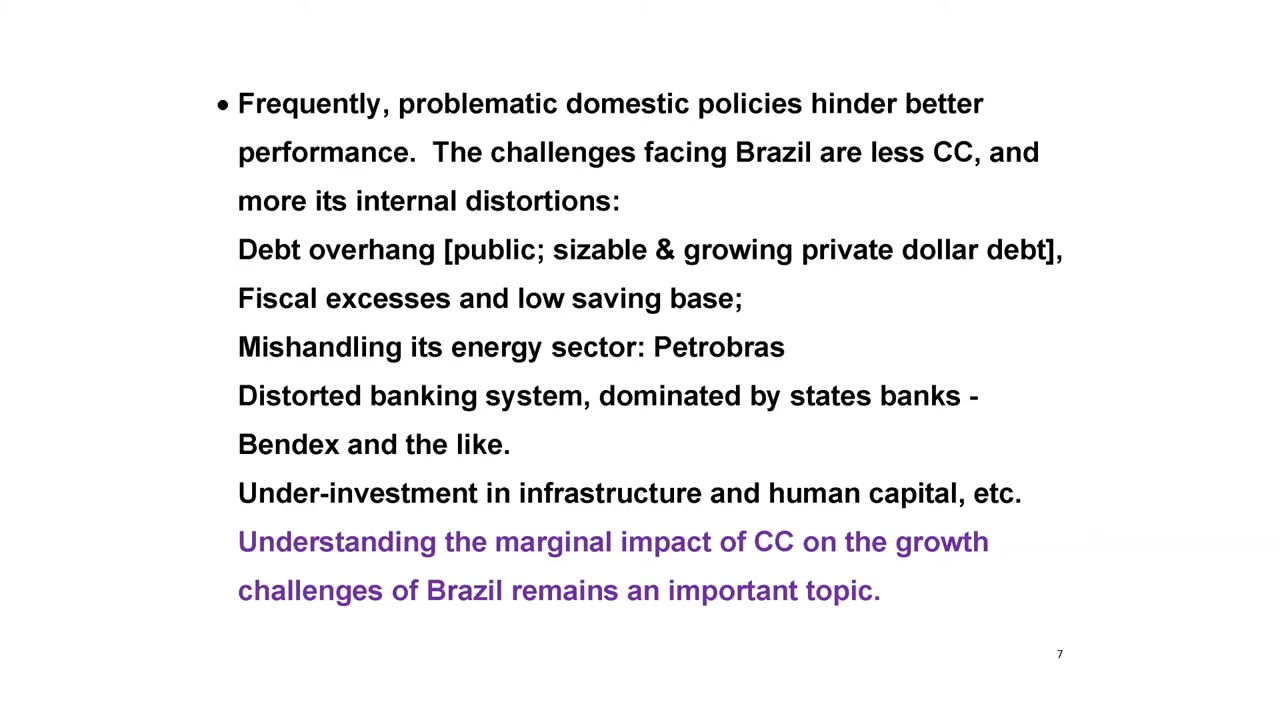 • Frequently, problematic domestic policies hinder better
performance.  The challenges facing Brazil are less CC, and
more its internal distortions:
Debt overhang [public; sizable & growing private dollar debt],
Fiscal excesses and low saving base;
Mishandling its energy sector: Petrobras
Distorted banking system, dominated by states banks -
Bendex and the like.
Under-investment in infrastructure and human capital, etc.
Understanding the marginal impact of CC on the growth
challenges of Brazil remains an important topic.
7